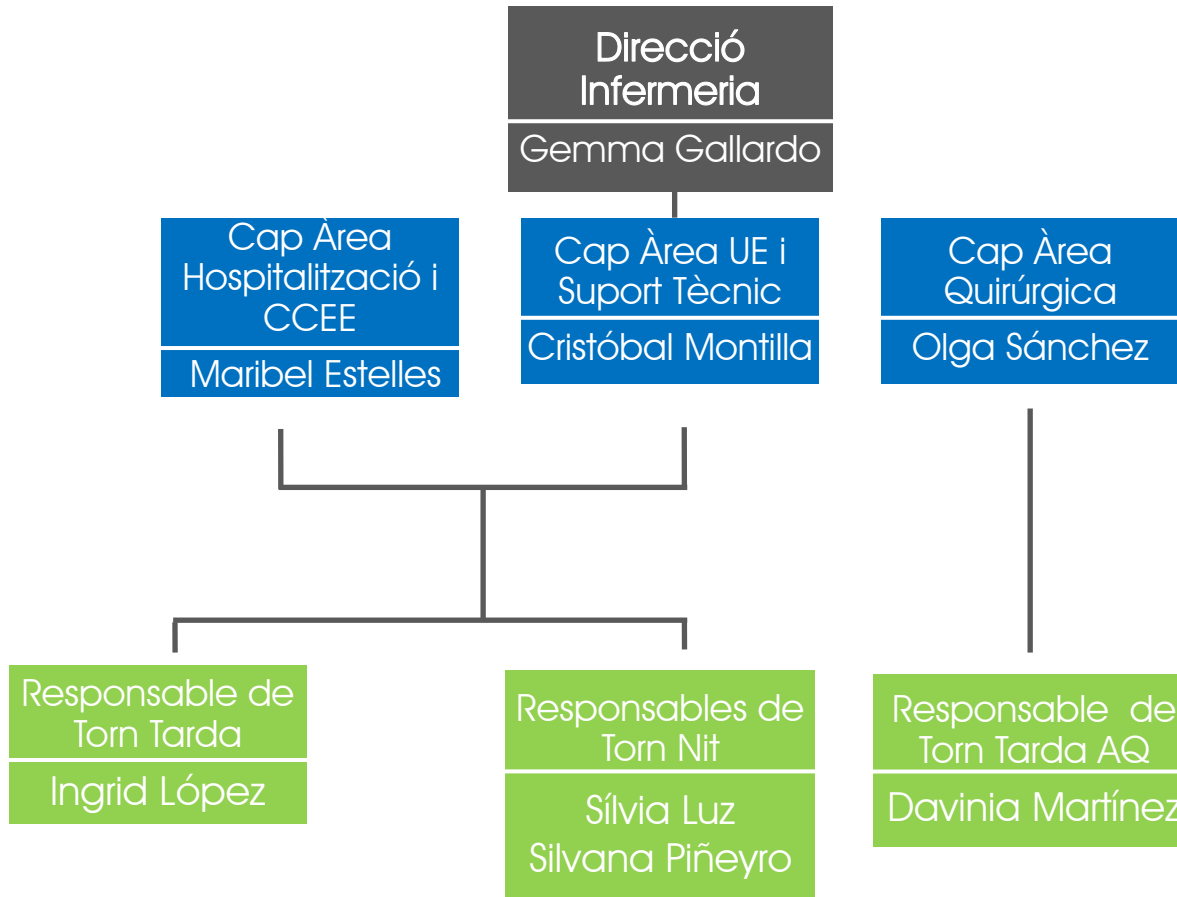 Direcció
Infermeria
Gemma Gallardo
Cap Àrea
Hospitalització i
CCEE
Maribel Estelles
Cap Àrea UE i
Suport Tècnic
Cristóbal Montilla
Cap Àrea
Quirúrgica
Olga Sánchez
Responsable de
Torn Tarda
Ingrid López
Responsables de
Torn Nit
Sílvia Luz
Silvana Piñeyro
Responsable de
Torn Tarda AQ
Davinia Martínez